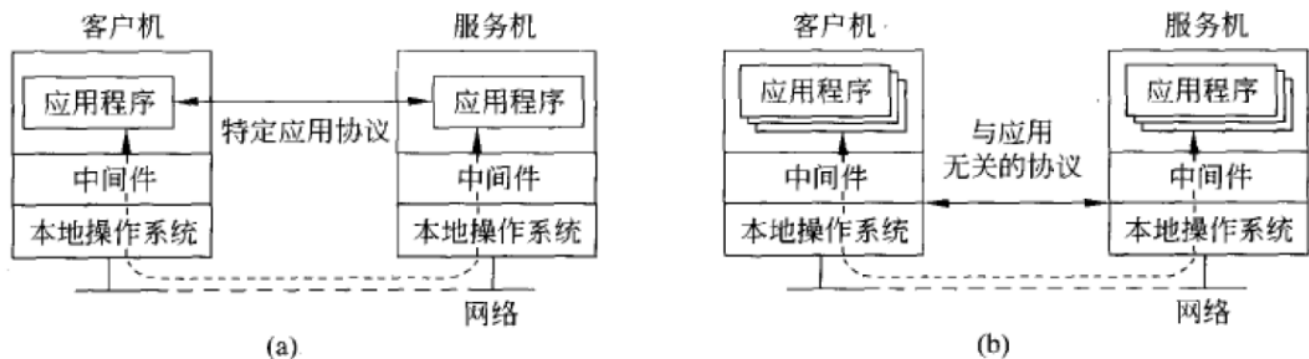 客户机
服务机
应用程序
应用程序
特定应用协议
中间件
中间件
本地操作系统
本地操作系统
网络
(a)
客户机
服务机
应用程序
应用程序
与应用
无关的协议
中间件
中间件
本地操作系统
本地操作系统
网络
(b)